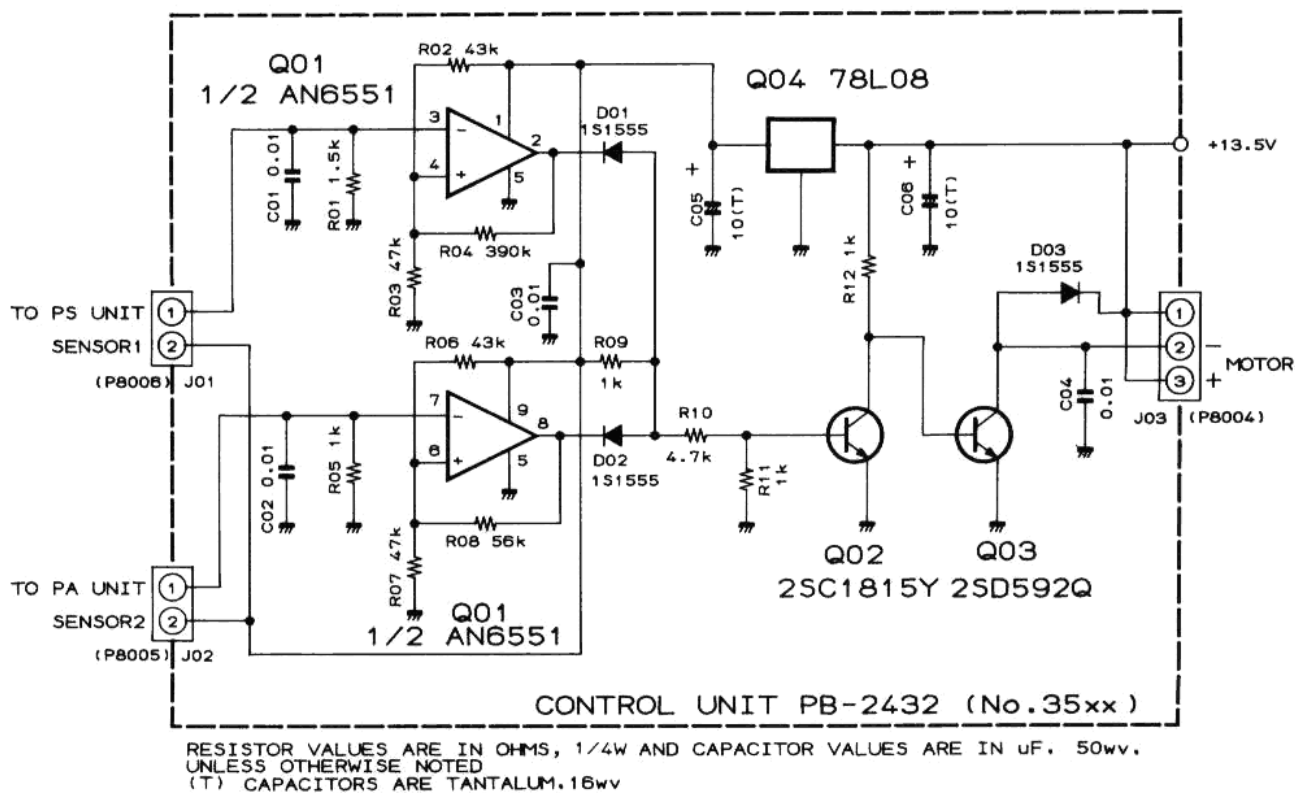 Q01
1/2 AN6551
R02 43k
Q04 78L08
D01
1S1555
3
1
2
4
5
−
+
C01 0.01
R01 1.5k
+
C05
10(T)
+
C06
10(T)
+13.5V
R04 390k
R03 47k
C03
0.01
R12 1k
D03
1S1555
TO PS UNIT
1
SENSOR1
2
(P8006) J01
R06 43k
R09
1k
1
2
−
3
+
MOTOR
C04
0.01
J03 (P8004)
7
9
8
6
5
−
+
C02 0.01
R05 1k
D02
1S1555
R10
4.7k
R11
1k
R08 56k
R07 47k
Q02
2SC1815Y
Q03
2SD592Q
TO PA UNIT
1
SENSOR2
2
(P8005) J02
Q01
1/2 AN6551
CONTROL UNIT PB-2432 (No.35xx)
RESISTOR VALUES ARE IN OHMS, 1/4W AND CAPACITOR VALUES ARE IN uF. 50wv.
UNLESS OTHERWISE NOTED
(T) CAPACITORS ARE TANTALUM.16wv